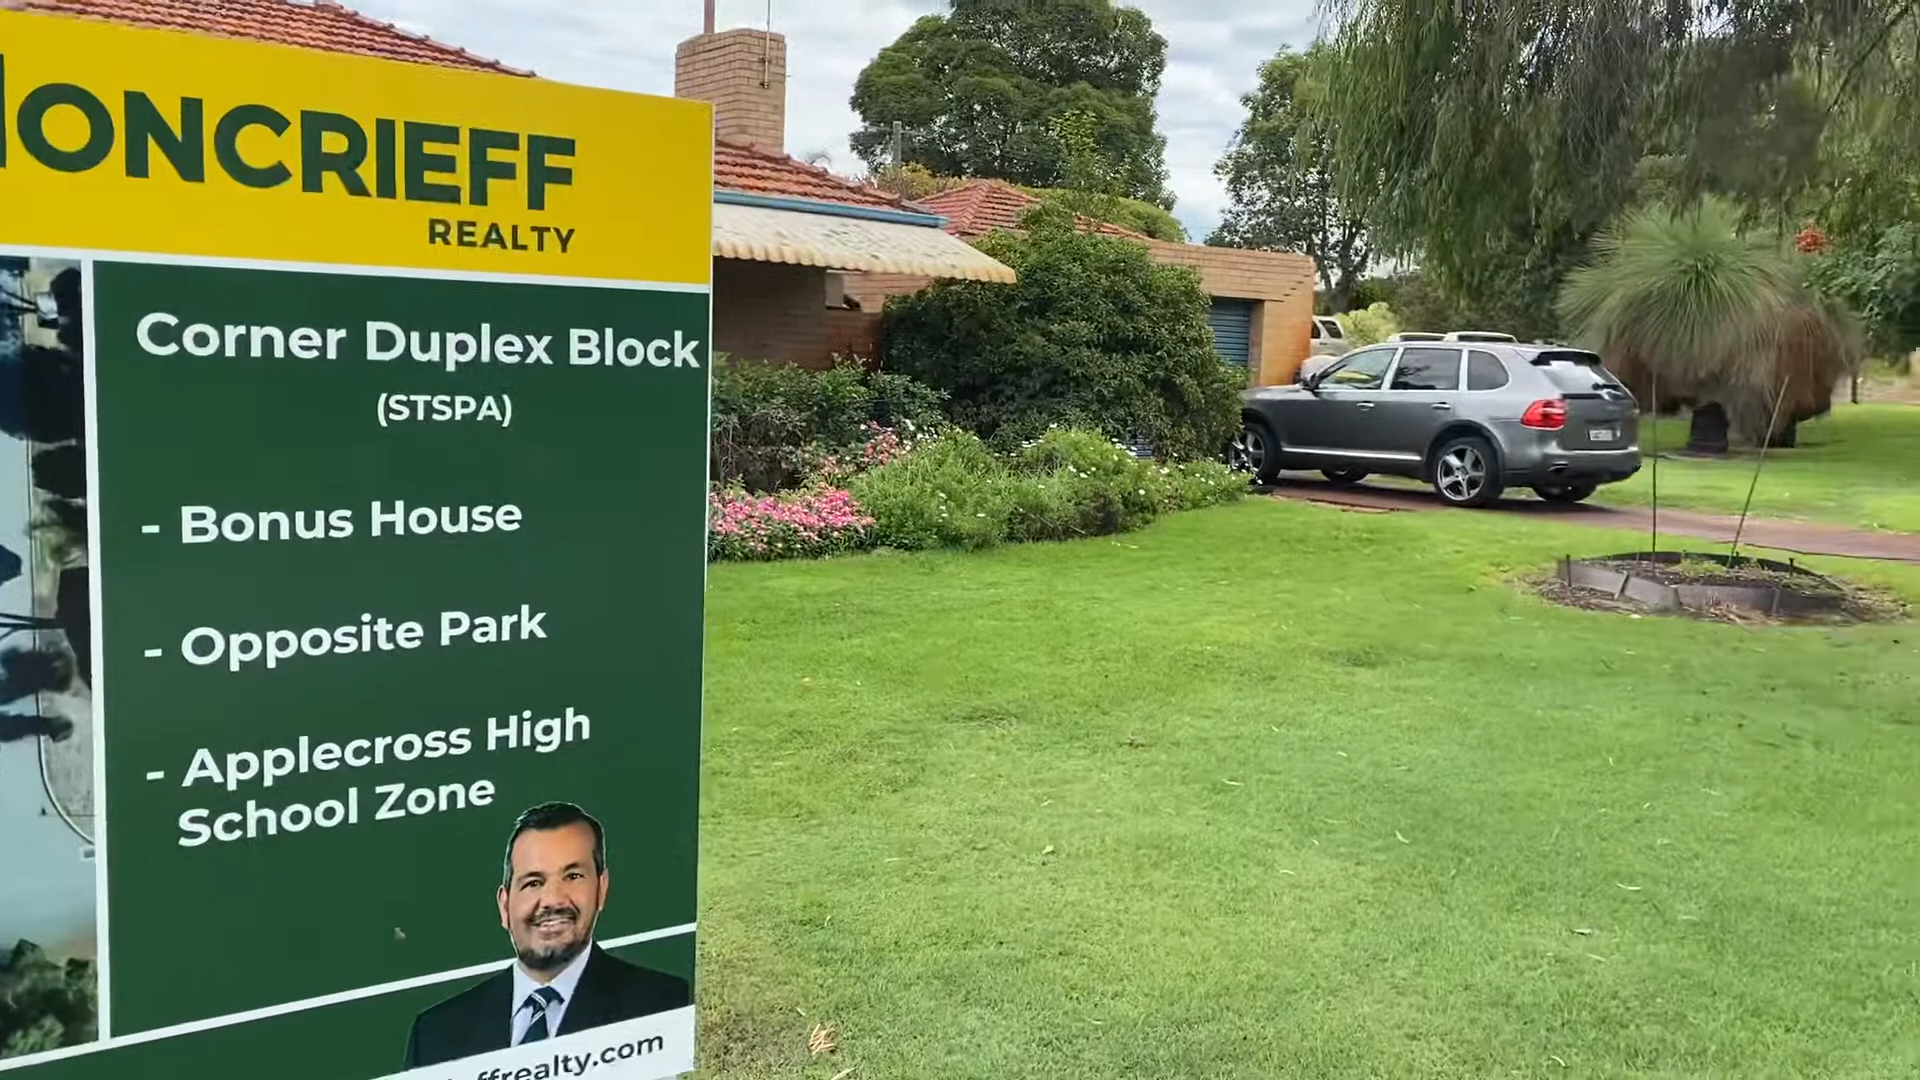 ONCRIEFF
REALTY
Corner Duplex Block
(STSPA)
- Bonus House
- Opposite Park
- Applecross High
School Zone
ffrealty.com